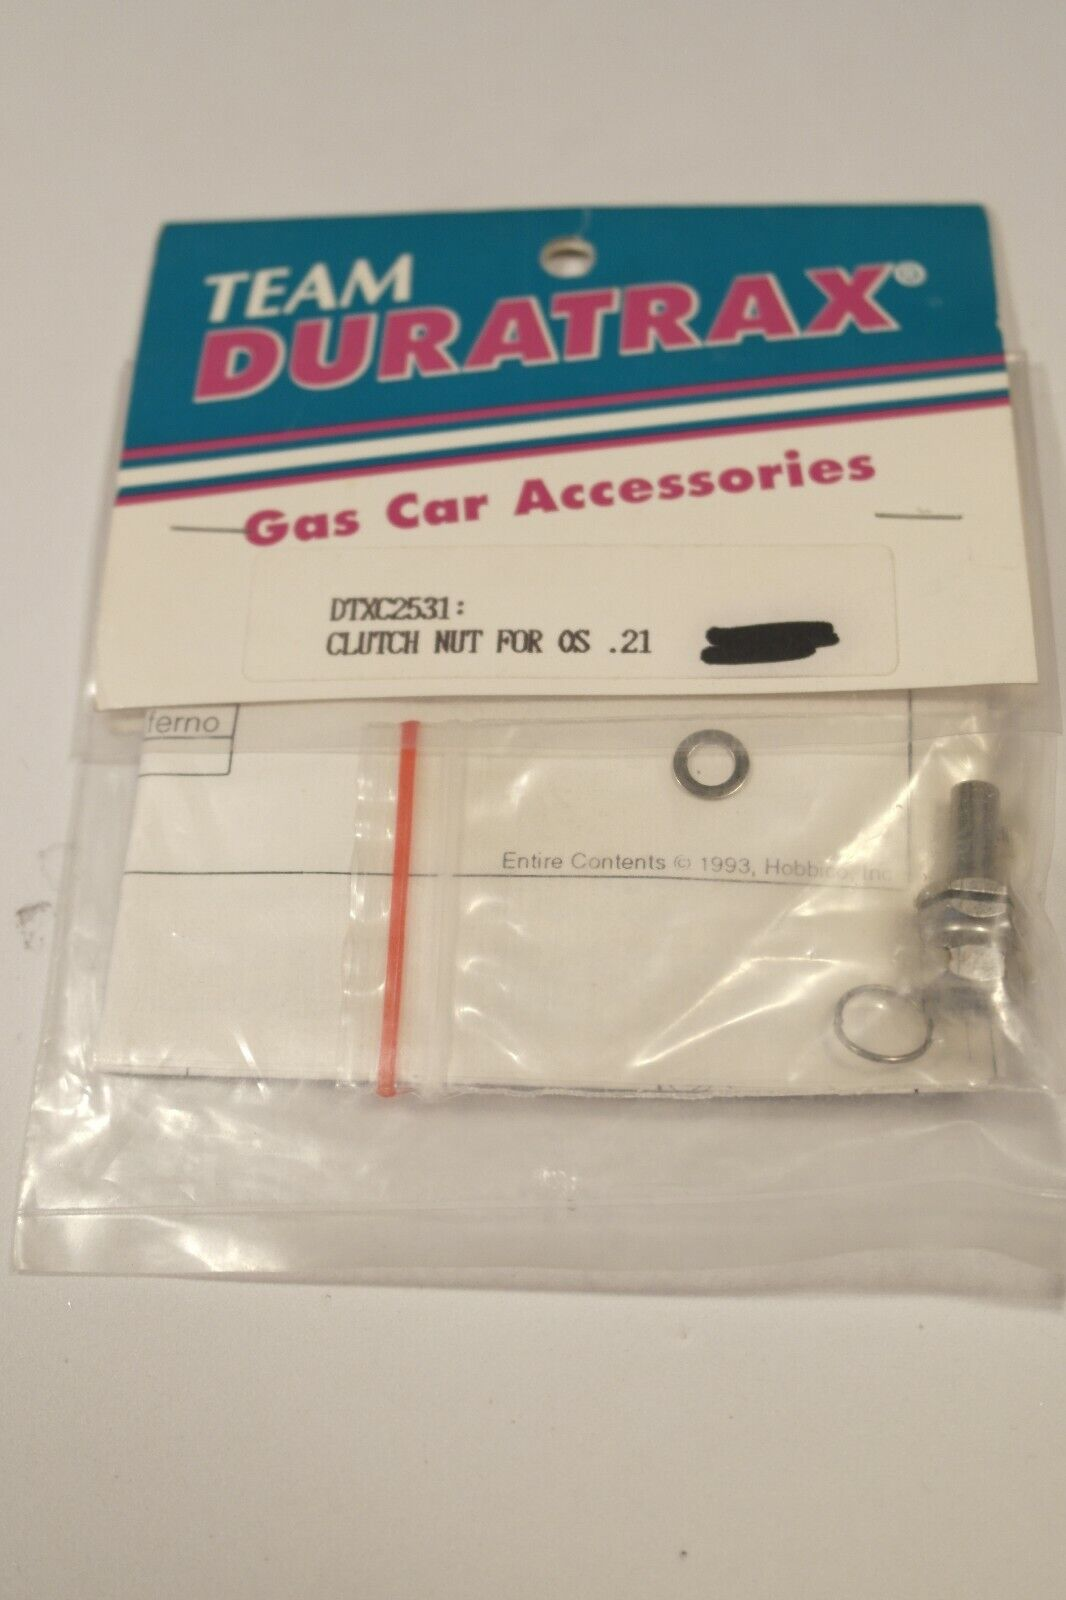 TEAM
DURATRAX®
Gas Car Accessories
DTXC2531:
CLUTCH NUT FOR OS .21
ferno
Entire Contents © 1993, Hobbico, Inc